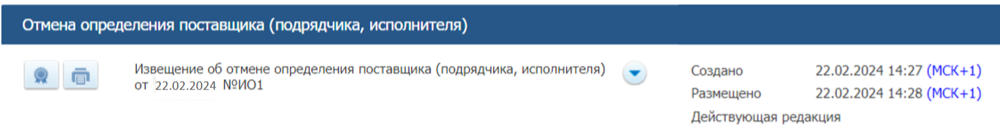 Отмена определения поставщика (подрядчика, исполнителя)
Извещение об отмене определения поставщика (подрядчика, исполнителя)
от 22.02.2024 №ИО1
Создано 22.02.2024 14:27 (МСК+1)
Размещено 22.02.2024 14:28 (МСК+1)
Действующая редакция